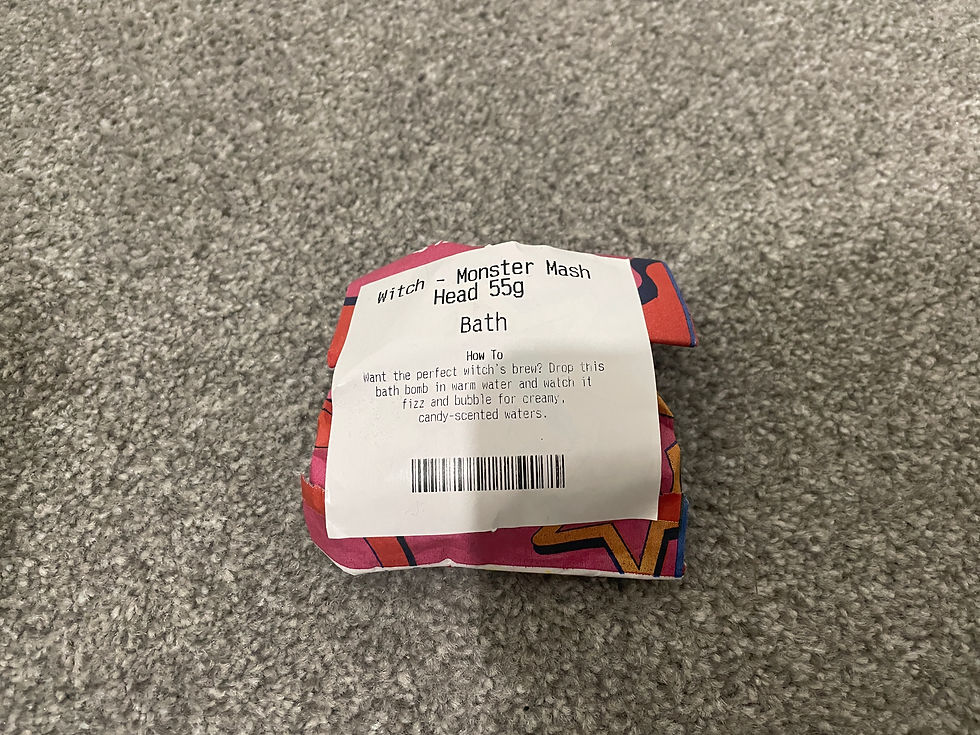 Witch - Monster Mash
Head 55g
Bath
How To
Want the perfect witch's brew? Drop this
bath bomb in warm water and watch it
fizz and bubble for creamy,
candy-scented waters.